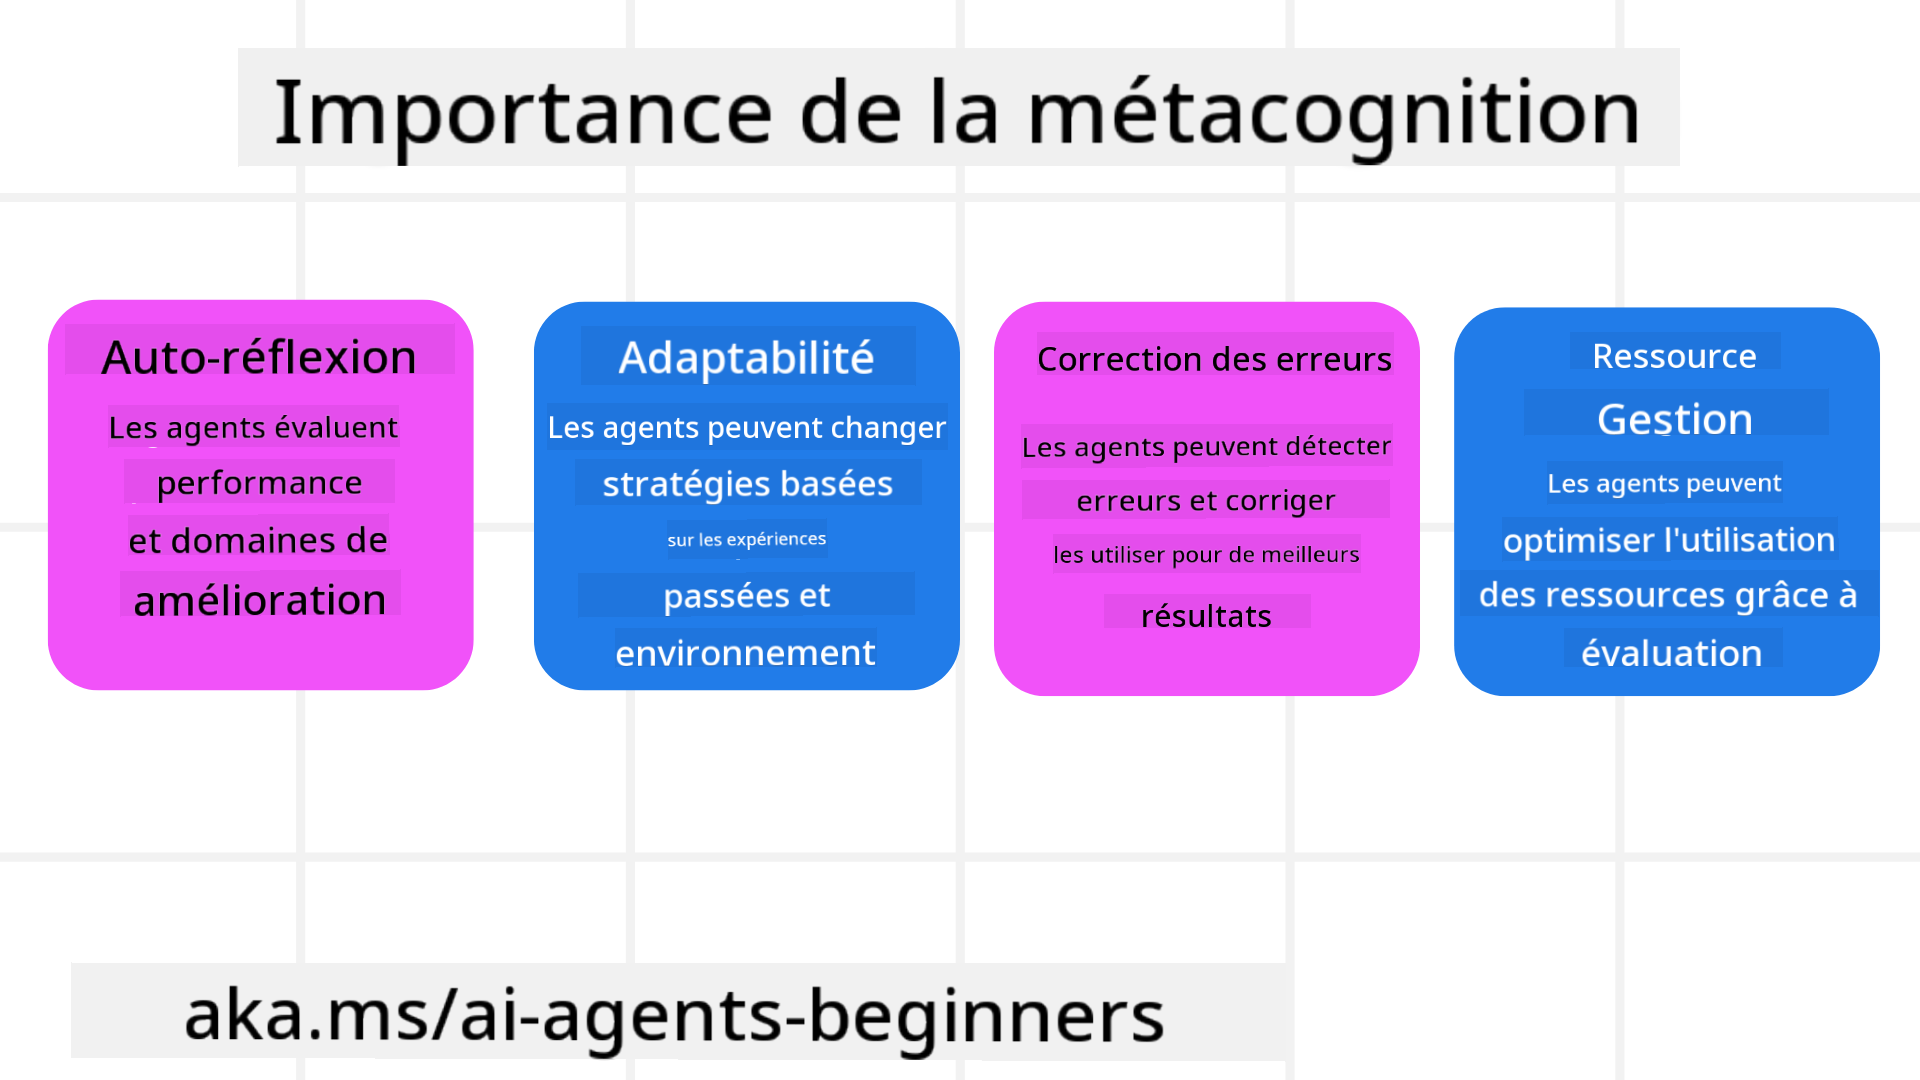 Importance de la métacognition
Auto-réflexion
Les agents évaluent
performance
et domaines de
amélioration
Adaptabilité
Les agents peuvent changer
stratégies basées
sur les expériences
passées et
environnement
Correction des erreurs
Les agents peuvent détecter
erreurs et corriger
les utiliser pour de meilleurs
résultats
Ressource
Gestion
Les agents peuvent
optimiser l'utilisation
des ressources grâce à
évaluation
aka.ms/ai-agents-beginners